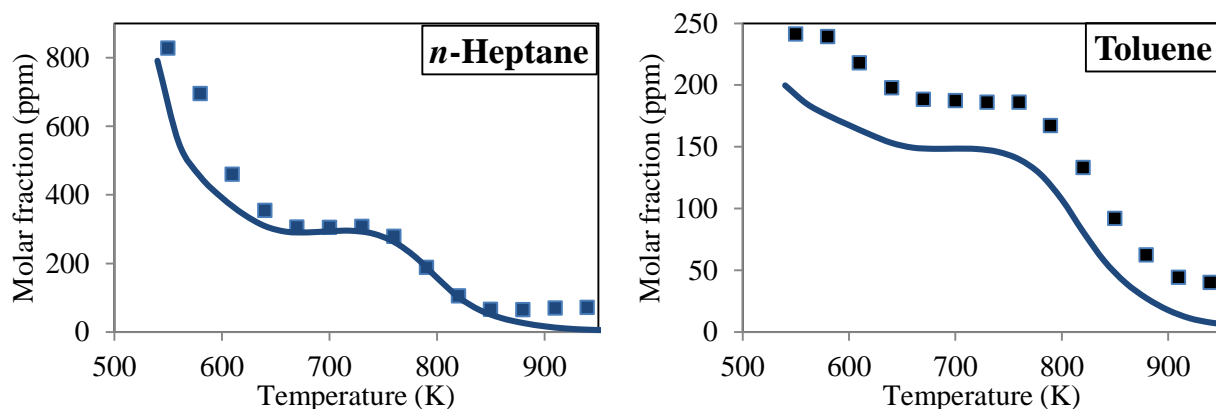 n-Heptane
Molar fraction (ppm)
800
600
400
200
0
500 600 700 800 900
Temperature (K)
Toluene
Molar fraction (ppm)
250
200
150
100
50
0
500 600 700 800 900
Temperature (K)